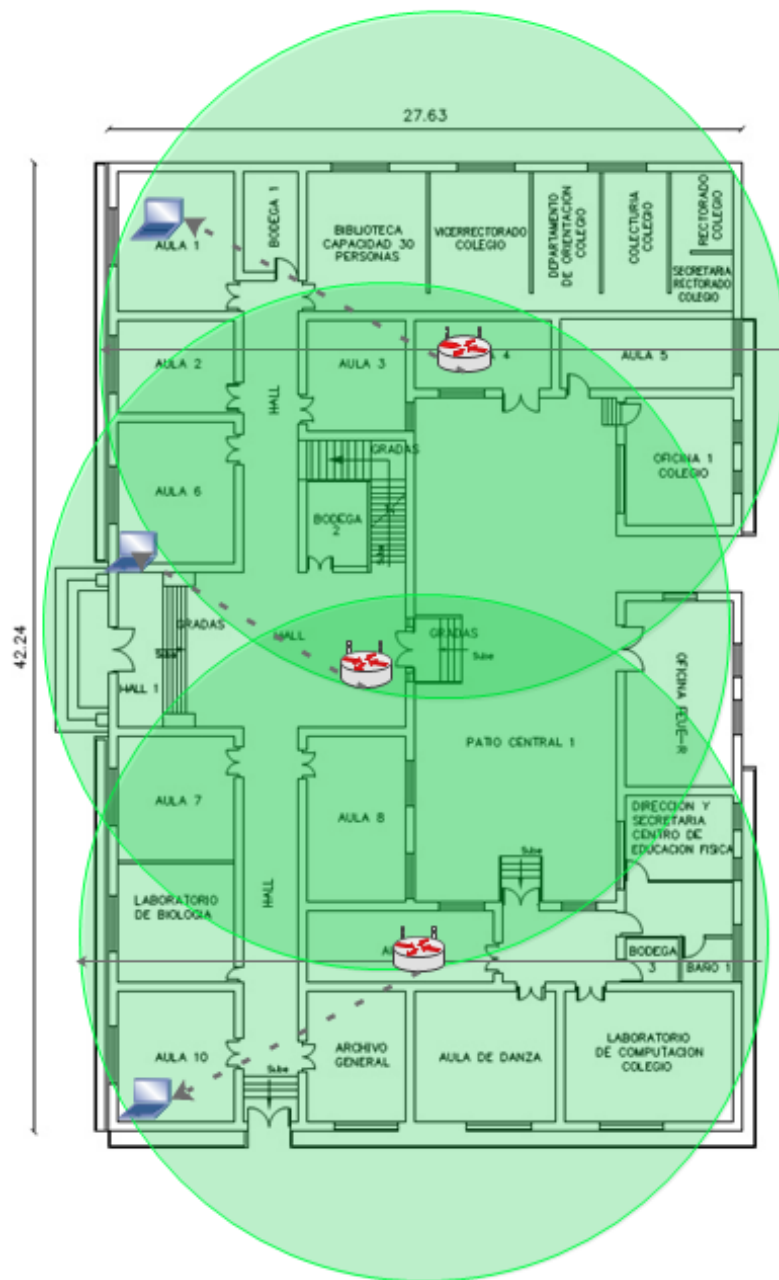 27.63
42.24
AULA 1
BODEGA 1
BIBLIOTECA
CAPACIDAD 30
PERSONAS
VICERRECTORADO
COLEGIO
DEPARTAMENTO
DE ORIENTACION
COLEGIO
COLECTURIA
COLEGIO
RECTORADO
COLEGIO
SECRETARIA
RECTORADO
COLEGIO
AULA 2
HALL
AULA 3
4
AULA 5
AULA 6
GRADAS
BODEGA
2
Sube
OFICINA 1
COLEGIO
GRADAS
HALL
GRADAS
Sube
Sube
HALL 1
OFICINA FEUE-R
PATIO CENTRAL 1
AULA 7
AULA 8
DIRECCION Y
SECRETARIA
CENTRO DE
EDUCACION FISICA
Sube
LABORATORIO
DE BIOLOGIA
HALL
BODEGA
3
BAÑO 1
AULA 10
ARCHIVO
GENERAL
AULA DE DANZA
LABORATORIO
DE COMPUTACION
COLEGIO
Sube